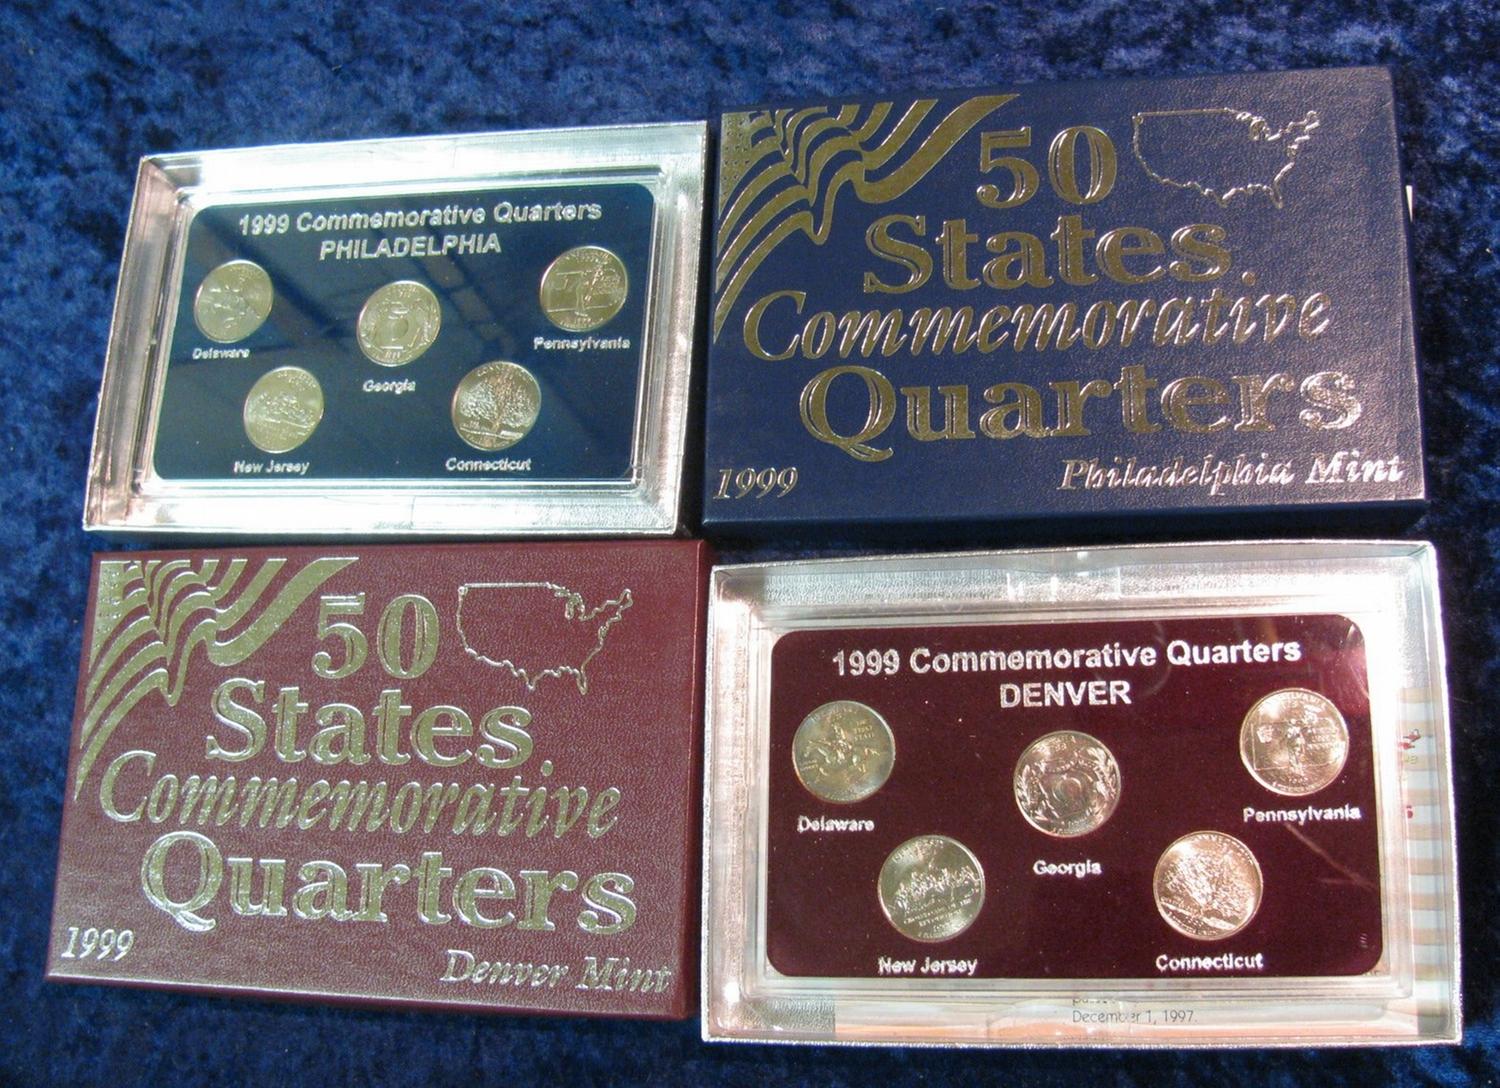 1999 Commemorative Quarters
PHILADELPHIA
Delaware
Pennsylvania
Georgia
New Jersey
Connecticut
50
States
Commemorative
Quarters
1999
Philadelphia Mint
50
States
Commemorative
Quarters
1999
Denver Mint
1999 Commemorative Quarters
DENVER
Delaware
Pennsylvania
Georgia
New Jersey
Connecticut
December 1, 1997.